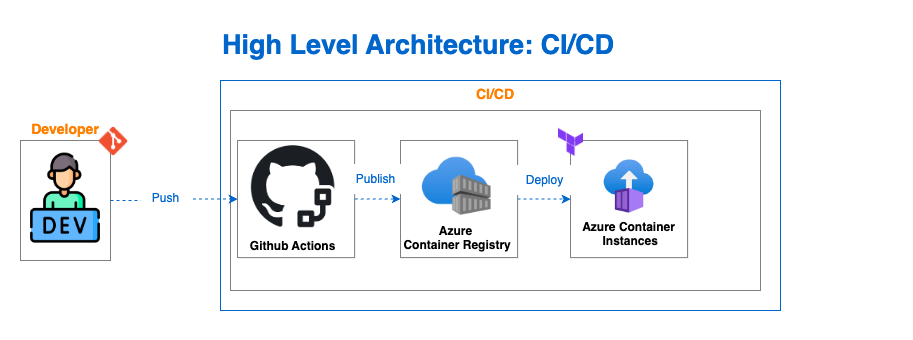 High Level Architecture: CI/CD
CI/CD
Developer
DEV
Push
Github Actions
Publish
Azure
Container Registry
Deploy
Azure Container
Instances